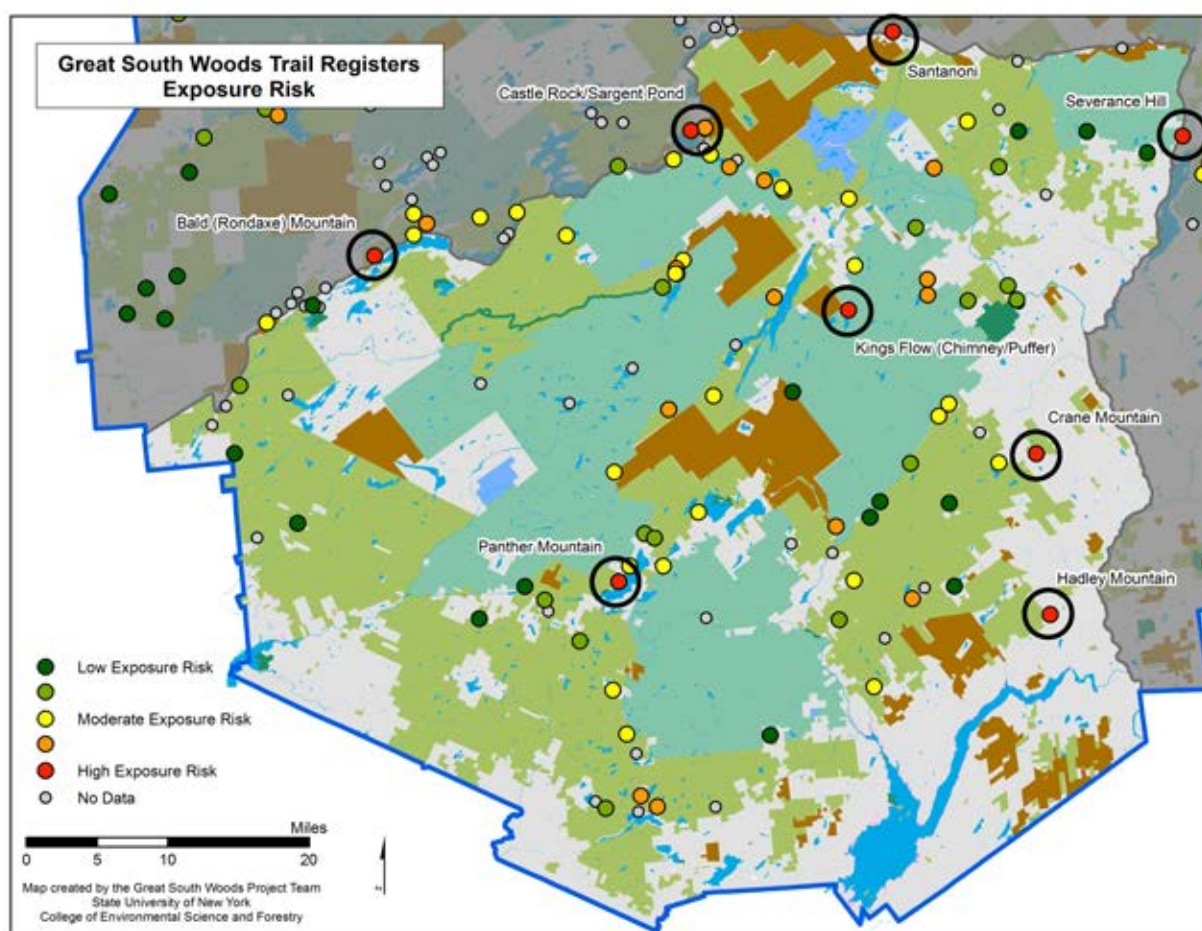 Great South Woods Trail Registers
Exposure Risk
Santanoni
Castle Rock/Sargent Pond
Severance Hill
Bald (Rondaxe) Mountain
Kings Flow (Chimney/Puffer)
Crane Mountain
Panther Mountain
Hadley Mountain
Low Exposure Risk
Moderate Exposure Risk
High Exposure Risk
No Data
Miles
0 5 10 20
Map created by the Great South Woods Project Team
State University of New York
College of Environmental Science and Forestry